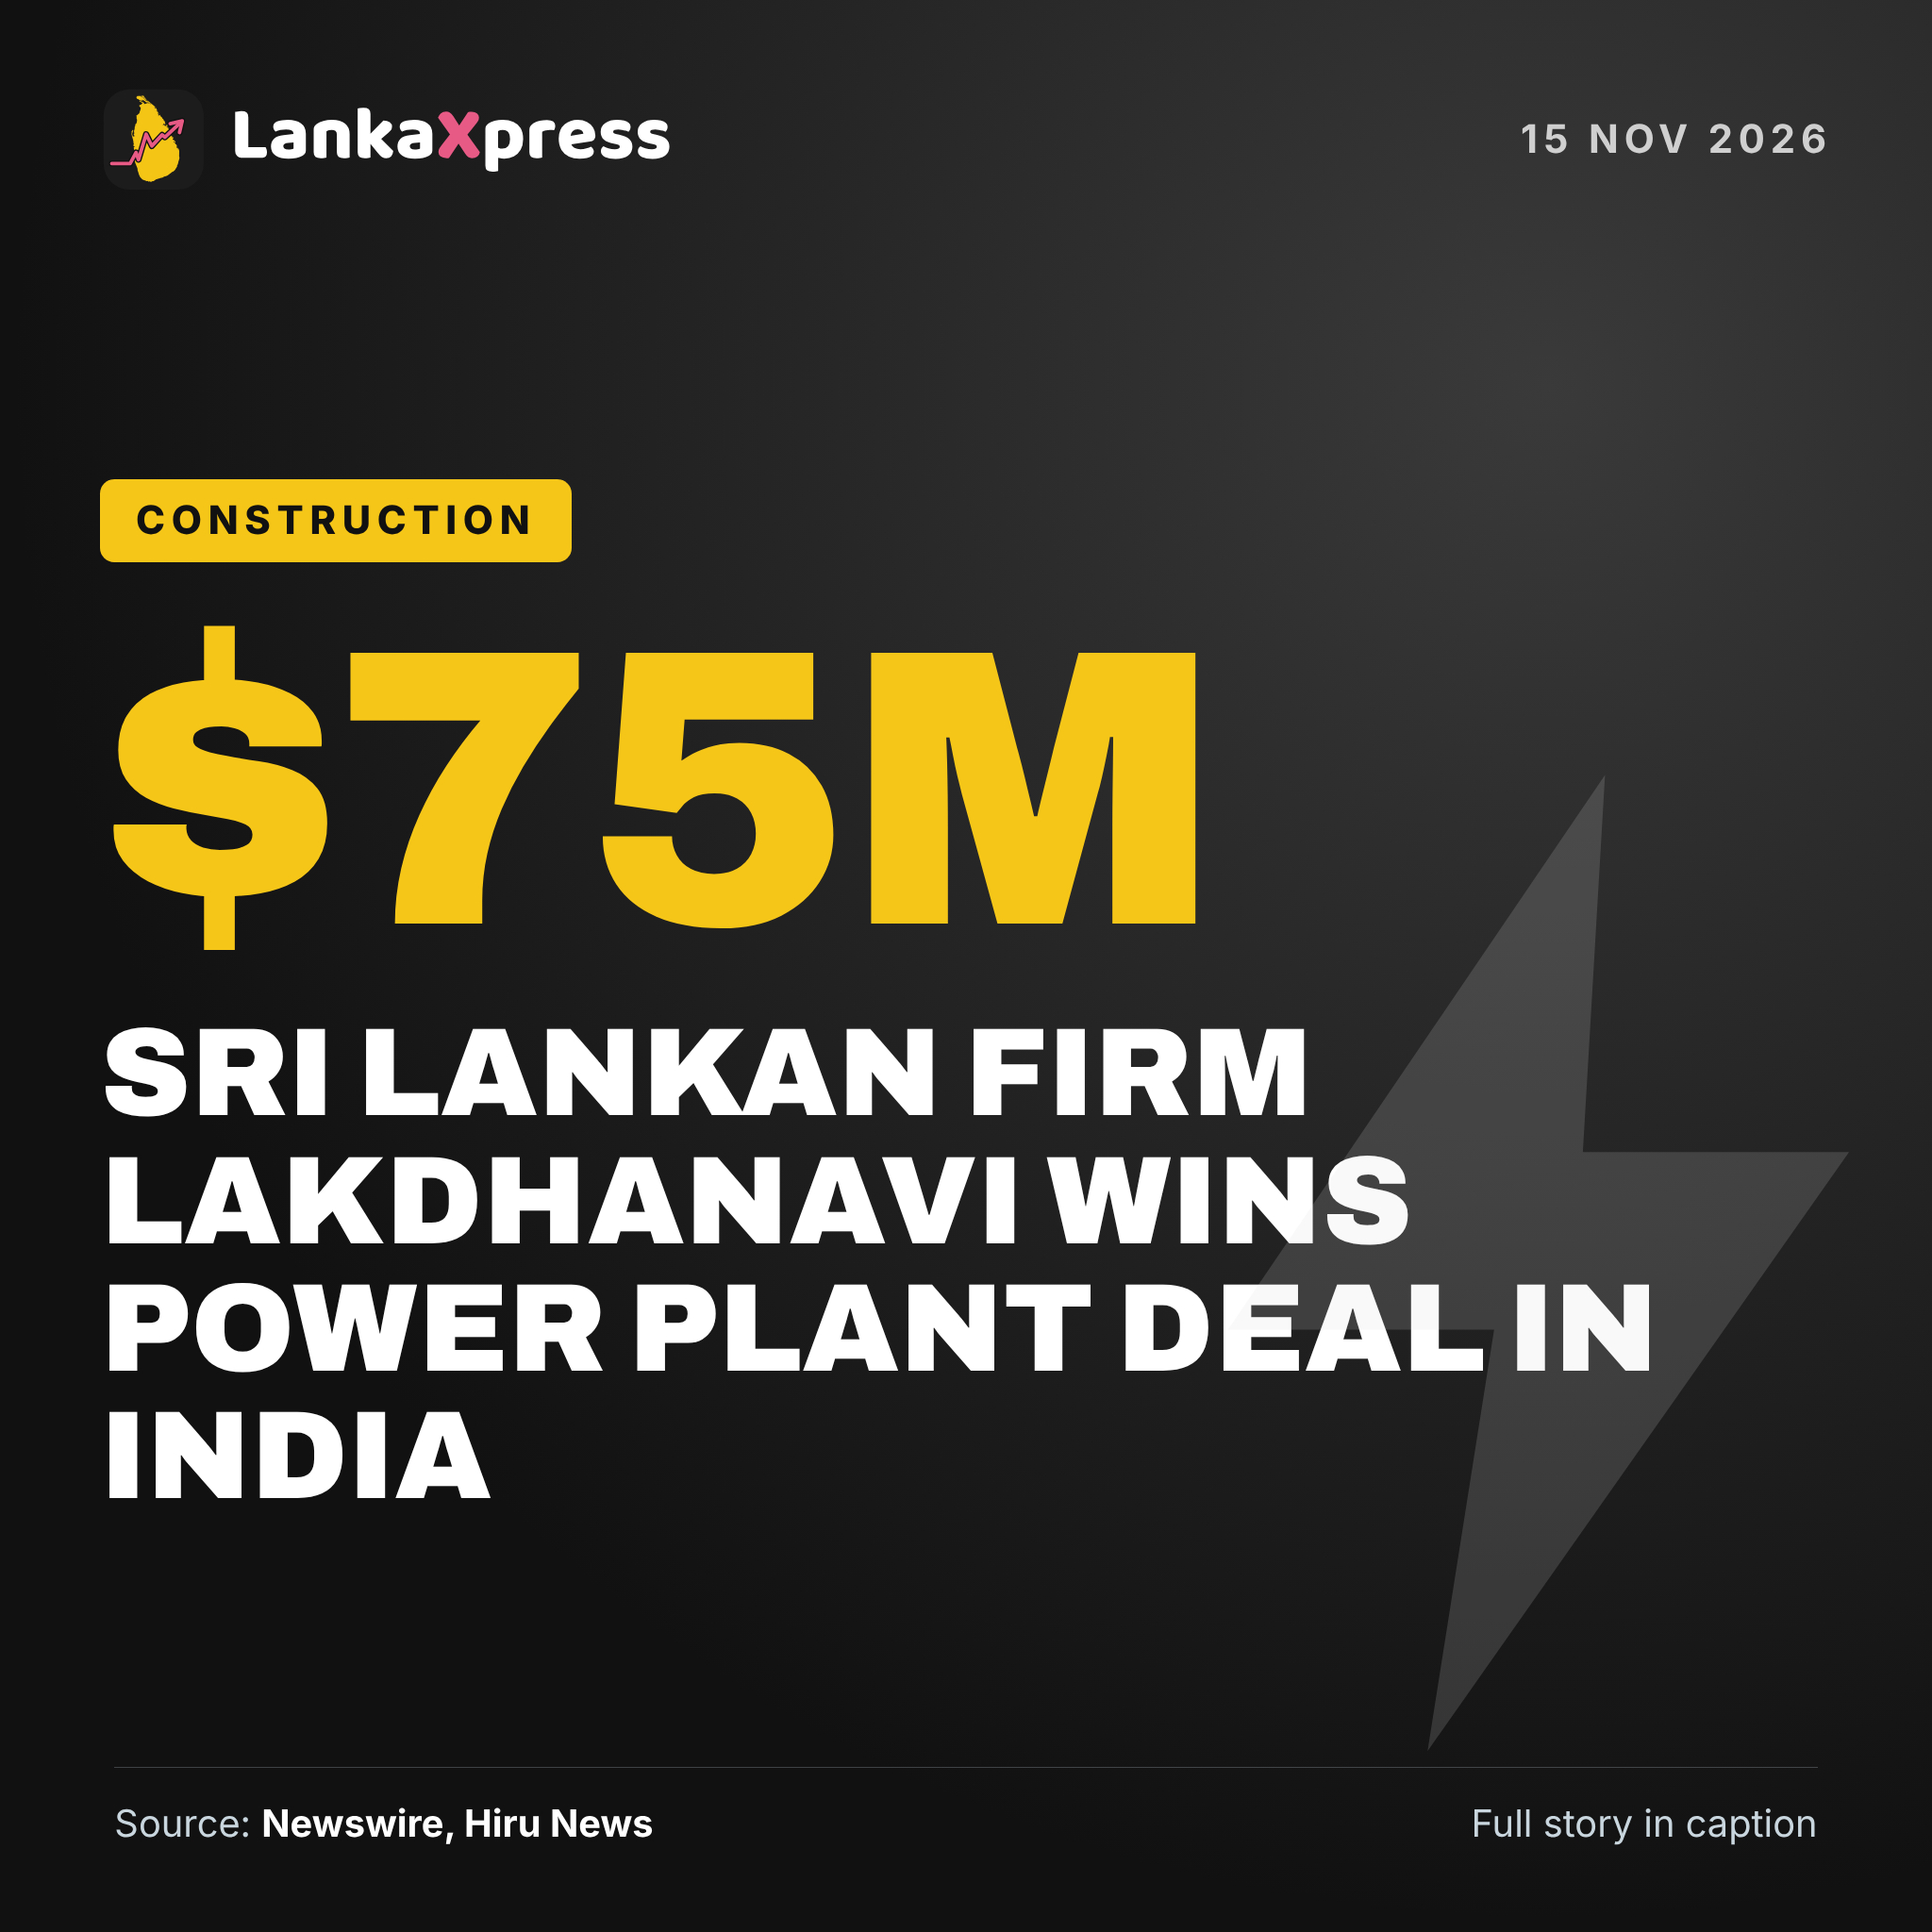 LankaXpress
15 NOV 2026
CONSTRUCTION
$75M
SRI LANKAN FIRM
LAKDHANAVI WINS
POWER PLANT DEAL IN
INDIA
Source: Newswire, Hiru News
Full story in caption